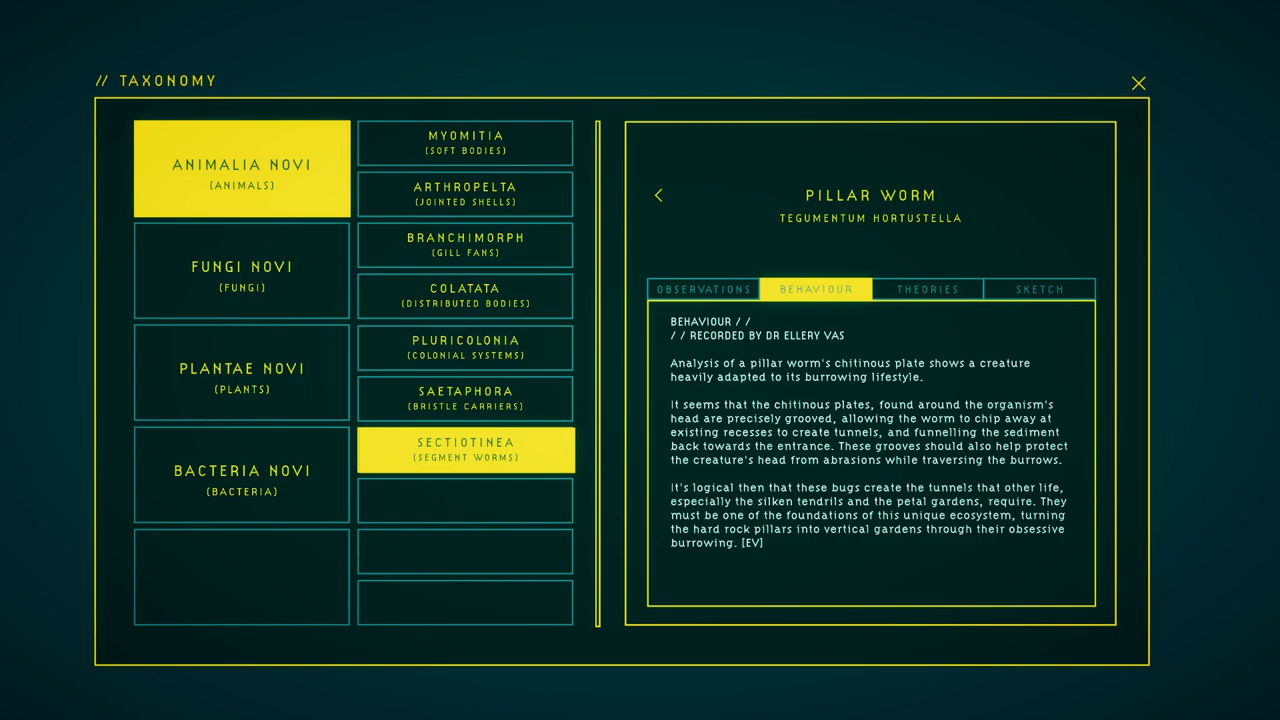 // TAXONOMY
ANIMALIA NOVI
(ANIMALS)
FUNGI NOVI
(FUNGI)
PLANTAE NOVI
(PLANTS)
BACTERIA NOVI
(BACTERIA)
MYOMITIA
(SOFT BODIES)
ARTHROPELTA
(JOINTED SHELLS)
BRANCHIMORPH
(GILL FANS)
COLATATA
(DISTRIBUTED BODIES)
PLURICOLONIA
(COLONIAL SYSTEMS)
SAETAPHORA
(BRISTLE CARRIERS)
SECTIOTINEA
(SEGMENT WORMS)
PILLAR WORM
TEGUMENTUM HORTUSTELLA
OBSERVATIONS
BEHAVIOUR
THEORIES
SKETCH
BEHAVIOUR / /
/ / RECORDED BY DR ELLERY VAS
Analysis of a pillar worm's chitinous plate shows a creature
heavily adapted to its burrowing lifestyle.
It seems that the chitinous plates, found around the organism's
head are precisely grooved, allowing the worm to chip away at
existing recesses to create tunnels, and funnelling the sediment
back towards the entrance. These grooves should also help protect
the creature's head from abrasions while traversing the burrows.
It's logical then that these bugs create the tunnels that other life,
especially the silken tendrils and the petal gardens, require. They
must be one of the foundations of this unique ecosystem, turning
the hard rock pillars into vertical gardens through their obsessive
burrowing. [EV]